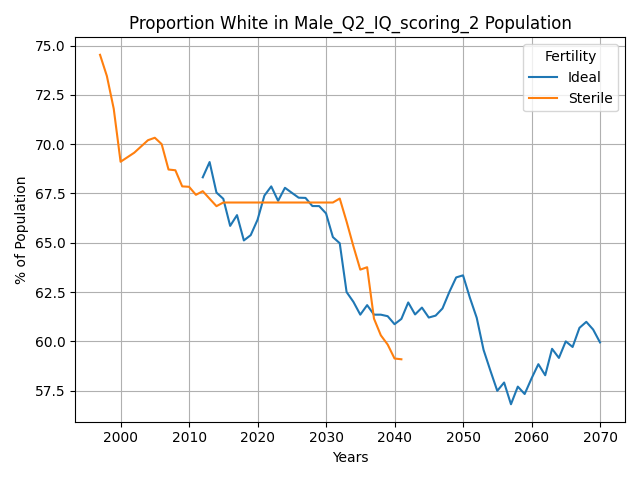 Proportion White in Male_Q2_IQ_scoring_2 Population
% of Population
75.0
72.5
70.0
67.5
65.0
62.5
60.0
57.5
Fertility
Ideal
Sterile
2000 2010 2020 2030 2040 2050 2060 2070
Years